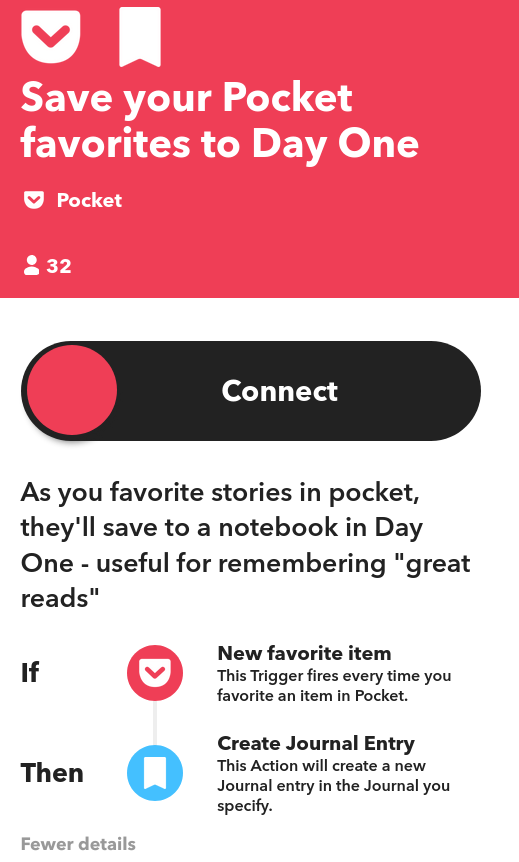 Save your Pocket
favorites to Day One
Pocket
32
Connect
As you favorite stories in pocket,
they'll save to a notebook in Day
One - useful for remembering "great
reads"
If
New favorite item
This Trigger fires every time you
favorite an item in Pocket.
Then
Create Journal Entry
This Action will create a new
Journal entry in the Journal you
specify.
Fewer details